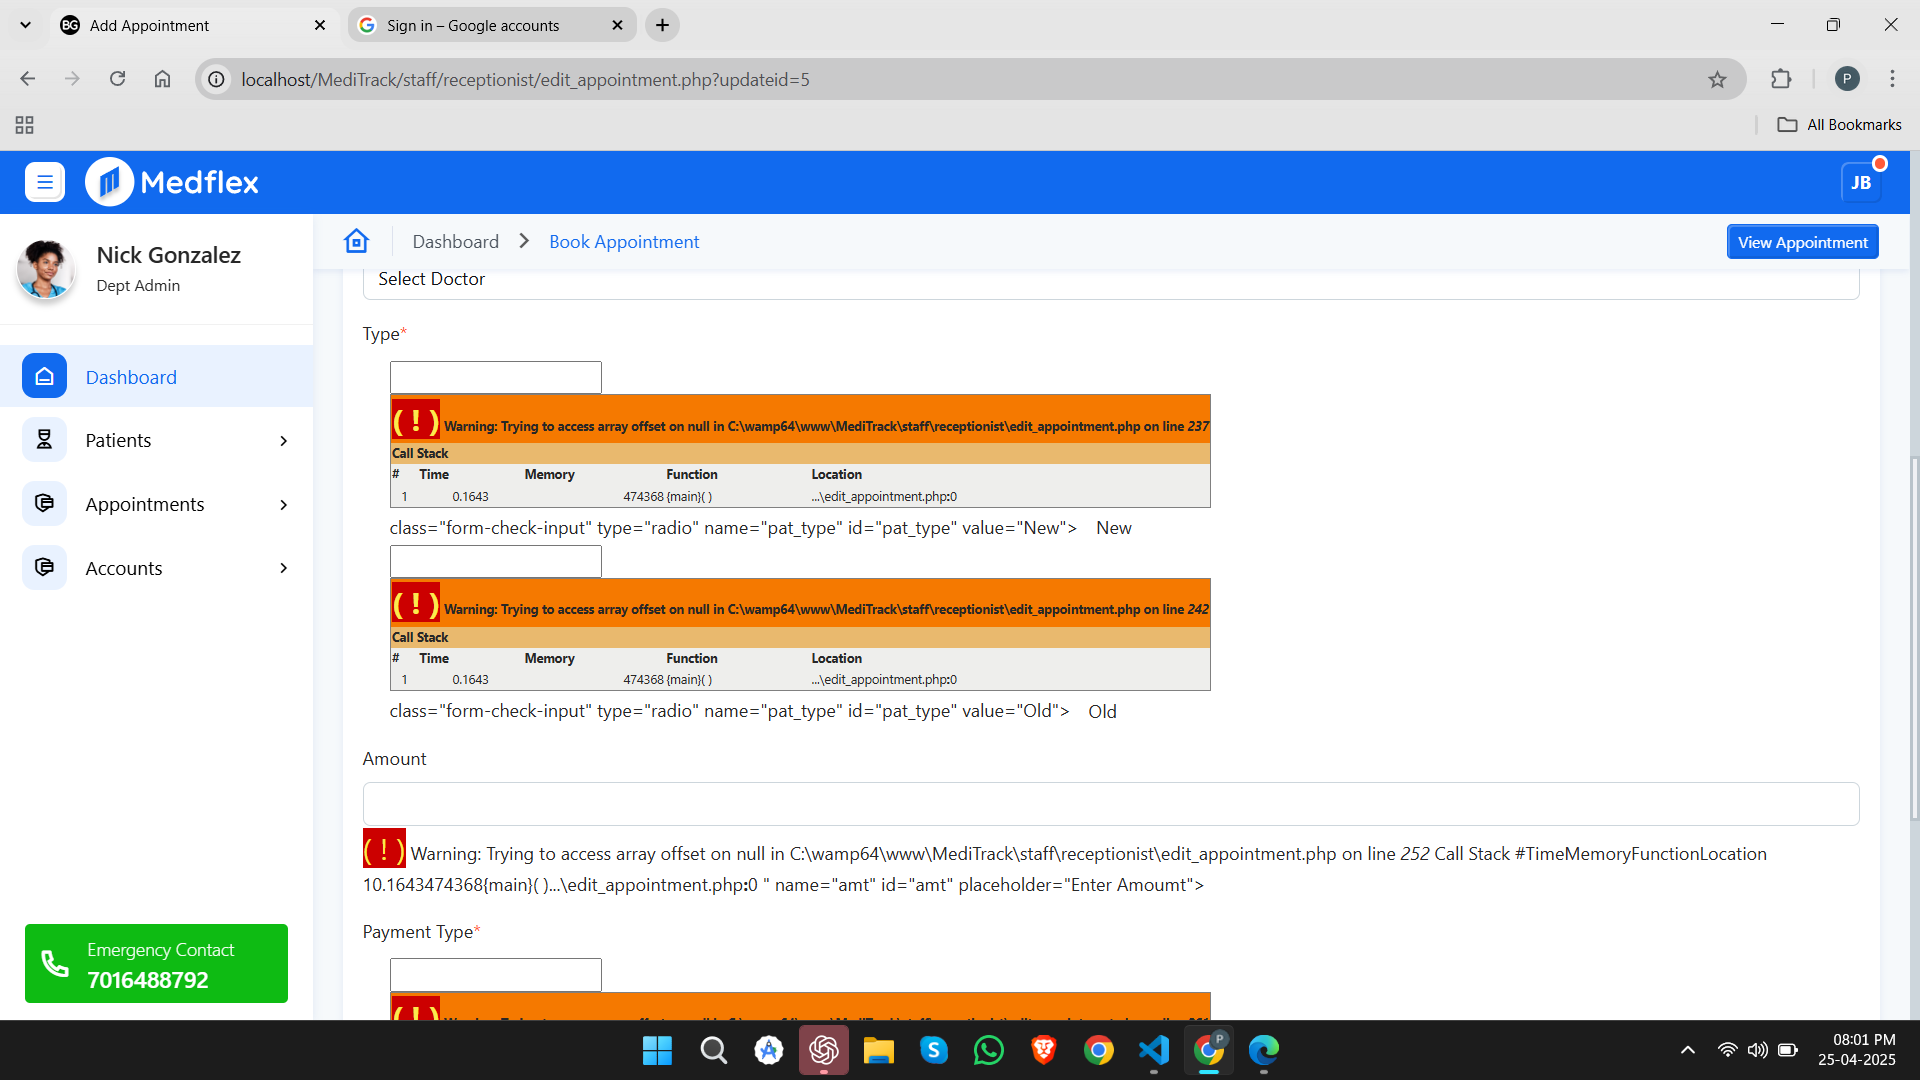 BG Add Appointment
Sign in – Google accounts
localhost/MediTrack/staff/receptionist/edit_appointment.php?updateid=5
P
All Bookmarks
Medflex
JB
Nick Gonzalez
Dept Admin
Dashboard
Book Appointment
View Appointment
Dashboard
Patients
Appointments
Accounts
Emergency Contact
7016488792
Select Doctor
Type*
( ! ) Warning: Trying to access array offset on null in C:\wamp64\www\MediTrack\staff\receptionist\edit_appointment.php on line 237
Call Stack
# Time Memory Function Location
1 0.1643 474368 {main}( ) ...\edit_appointment.php:0
class="form-check-input" type="radio" name="pat_type" id="pat_type" value="New"> New
( ! ) Warning: Trying to access array offset on null in C:\wamp64\www\MediTrack\staff\receptionist\edit_appointment.php on line 242
Call Stack
# Time Memory Function Location
1 0.1643 474368 {main}( ) ...\edit_appointment.php:0
class="form-check-input" type="radio" name="pat_type" id="pat_type" value="Old"> Old
Amount
( ! ) Warning: Trying to access array offset on null in C:\wamp64\www\MediTrack\staff\receptionist\edit_appointment.php on line 252 Call Stack #TimeMemoryFunctionLocation
10.1643474368{main}( )...\edit_appointment.php:0 " name="amt" id="amt" placeholder="Enter Amoumt">
Payment Type*
( ! )
P
08:01 PM
25-04-2025